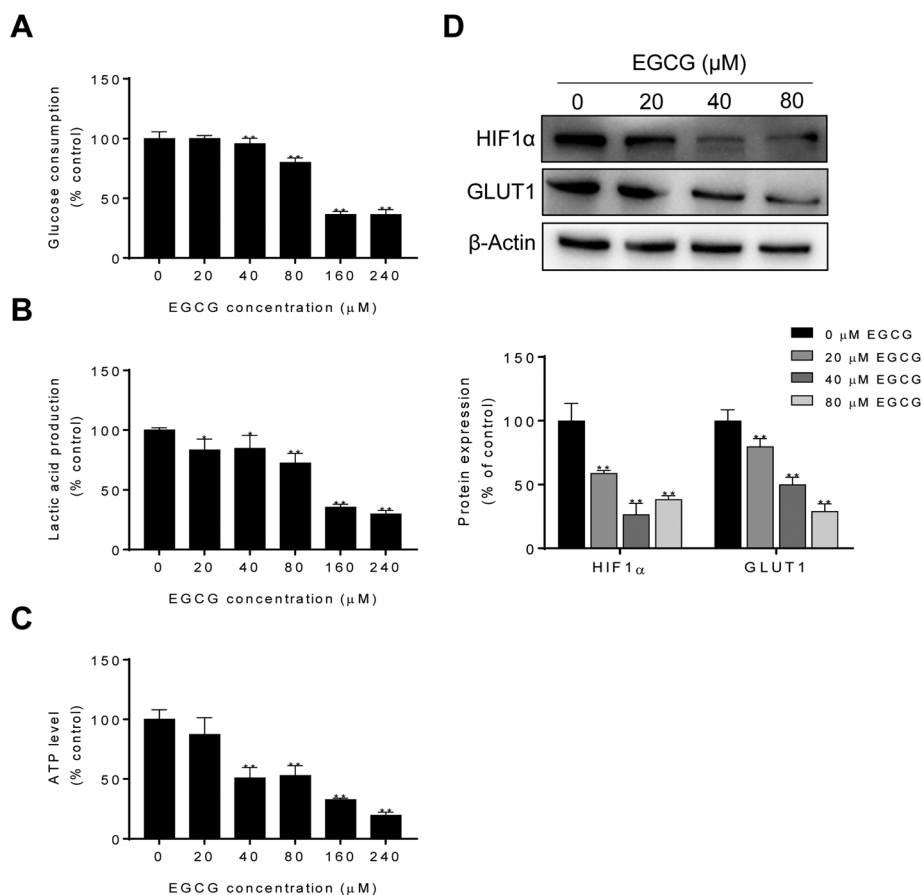 A
Glucose consumption
(% control)
150
100
50
0
** ** ** **
0 20 40 80 160 240
EGCG concentration (μM)
B
Lactic acid production
(% control)
150
100
50
0
* * ** ** **
0 20 40 80 160 240
EGCG concentration (μM)
C
ATP level
(% control)
150
100
50
0
** ** ** **
0 20 40 80 160 240
EGCG concentration (μM)
D
EGCG (μM)
0 20 40 80
HIF1α
GLUT1
β-Actin
0 μM EGCG
20 μM EGCG
40 μM EGCG
80 μM EGCG
Protein expression
(% of control)
150
100
50
0
** ** ** ** ** **
HIF1α GLUT1